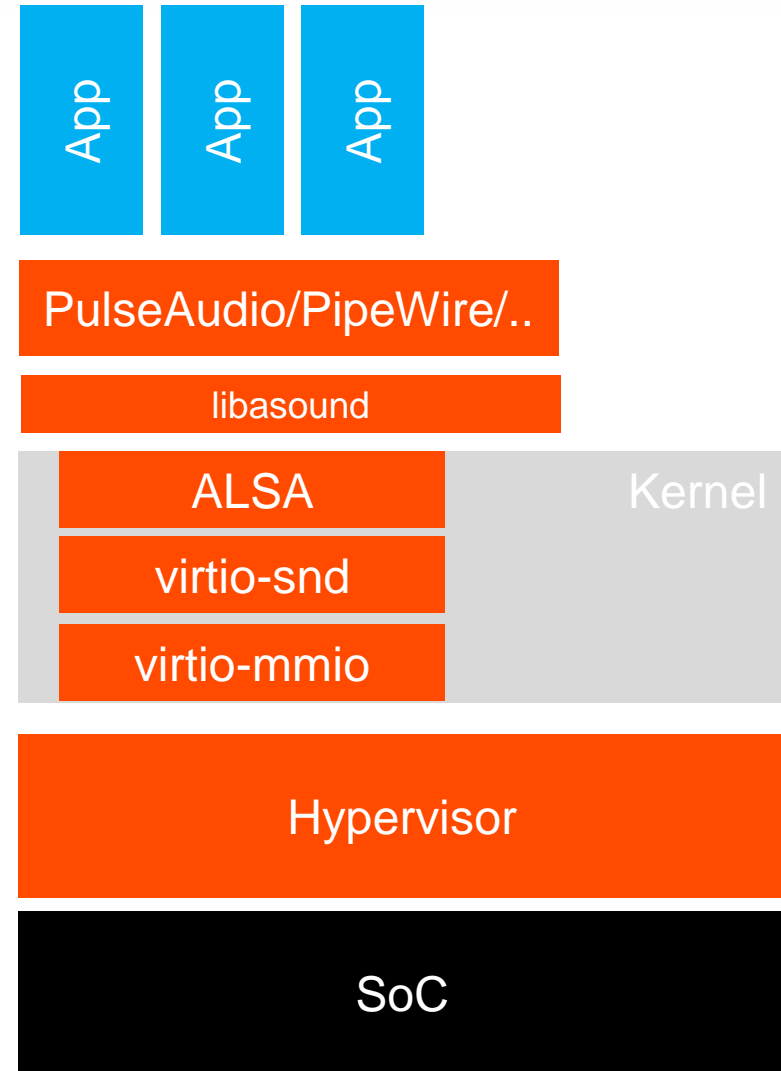 App
App
App
PulseAudio/PipeWire/..
libasound
ALSA
Kernel
virtio-snd
virtio-mmio
Hypervisor
SoC